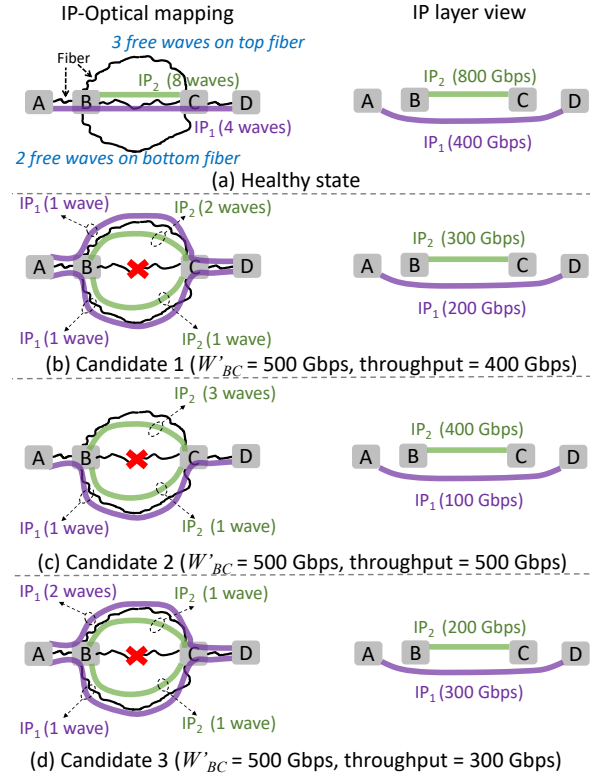 IP-Optical mapping
IP layer view
3 free waves on top fiber
Fiber
IP2 (8 waves)
A
B
C
D
IP1 (4 waves)
2 free waves on bottom fiber
IP2 (800 Gbps)
A
B
C
D
IP1 (400 Gbps)
(a) Healthy state
IP1 (1 wave)
IP2 (2 waves)
A
B
C
D
IP1 (1 wave)
IP2 (1 wave)
IP2 (300 Gbps)
A
B
C
D
IP1 (200 Gbps)
(b) Candidate 1 (W'BC = 500 Gbps, throughput = 400 Gbps)
IP2 (3 waves)
A
B
C
D
IP1 (1 wave)
IP2 (1 wave)
IP2 (400 Gbps)
A
B
C
D
IP1 (100 Gbps)
(c) Candidate 2 (W'BC = 500 Gbps, throughput = 500 Gbps)
IP1 (2 waves)
IP2 (1 wave)
A
B
C
D
IP1 (1 wave)
IP2 (1 wave)
IP2 (200 Gbps)
A
B
C
D
IP1 (300 Gbps)
(d) Candidate 3 (W'BC = 500 Gbps, throughput = 300 Gbps)